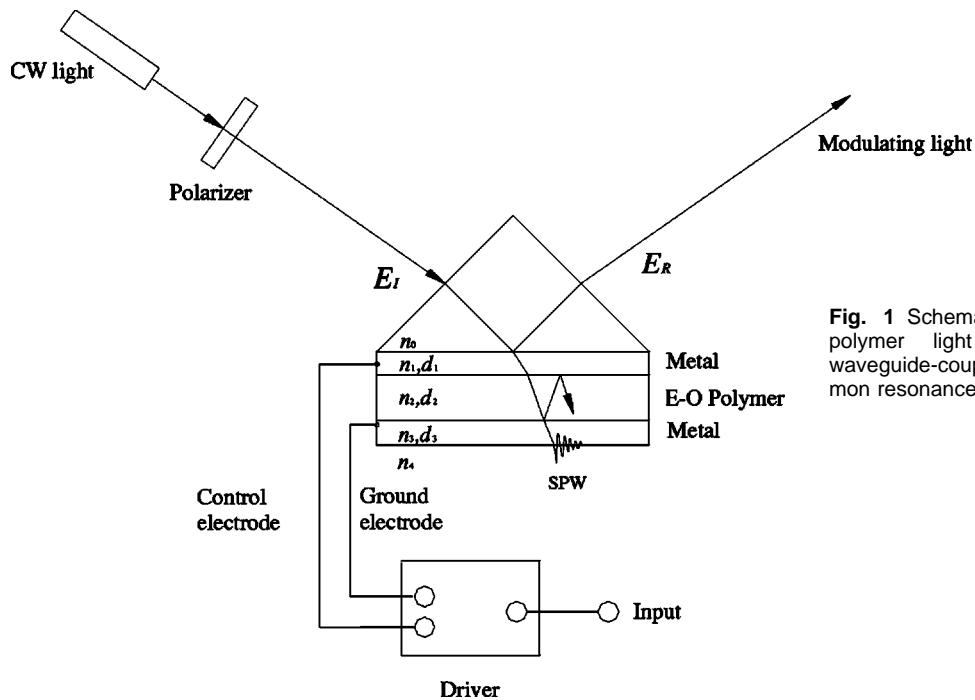 CW light
Polarizer
Modulating light
E_I
E_R
Fig. 1 Schema
polymer light
waveguide-coup
mon resonance
n₀
n₁,d₁
Metal
n₂,d₂
E-O Polymer
n₃,d₃
Metal
n₄
SPW
Control
electrode
Ground
electrode
Input
Driver